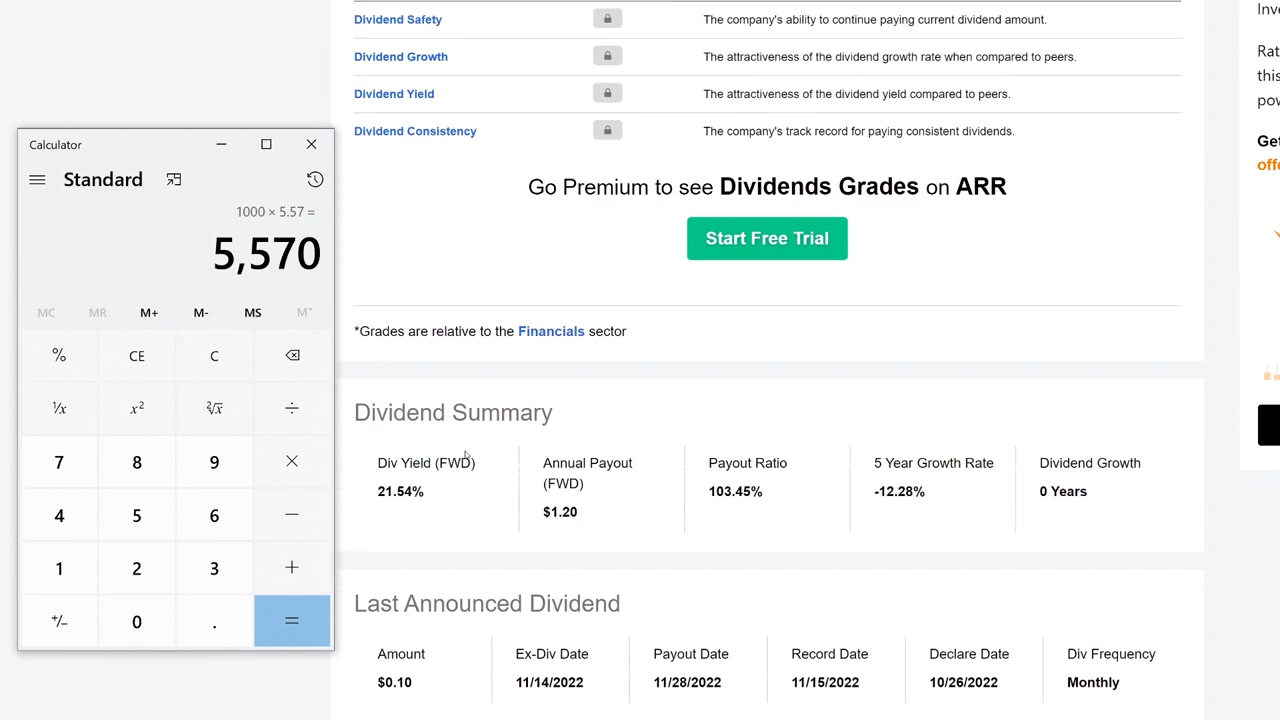 Dividend Safety
The company's ability to continue paying current dividend amount.
Dividend Growth
The attractiveness of the dividend growth rate when compared to peers.
Dividend Yield
The attractiveness of the dividend yield compared to peers.
Dividend Consistency
The company's track record for paying consistent dividends.
Go Premium to see Dividends Grades on ARR
Start Free Trial
*Grades are relative to the Financials sector
Dividend Summary
Div Yield (FWD)
21.54%
Annual Payout
(FWD)
$1.20
Payout Ratio
103.45%
5 Year Growth Rate
-12.28%
Dividend Growth
0 Years
Last Announced Dividend
Amount
$0.10
Ex-Div Date
11/14/2022
Payout Date
11/28/2022
Record Date
11/15/2022
Declare Date
10/26/2022
Div Frequency
Monthly
Calculator
Standard
1000 × 5.57 =
5,570
MC MR M+ M- MS M˅
% CE C
¹/x x² ²√x ÷
7 8 9 ×
4 5 6 −
1 2 3 +
+/− 0 . =
this
Get